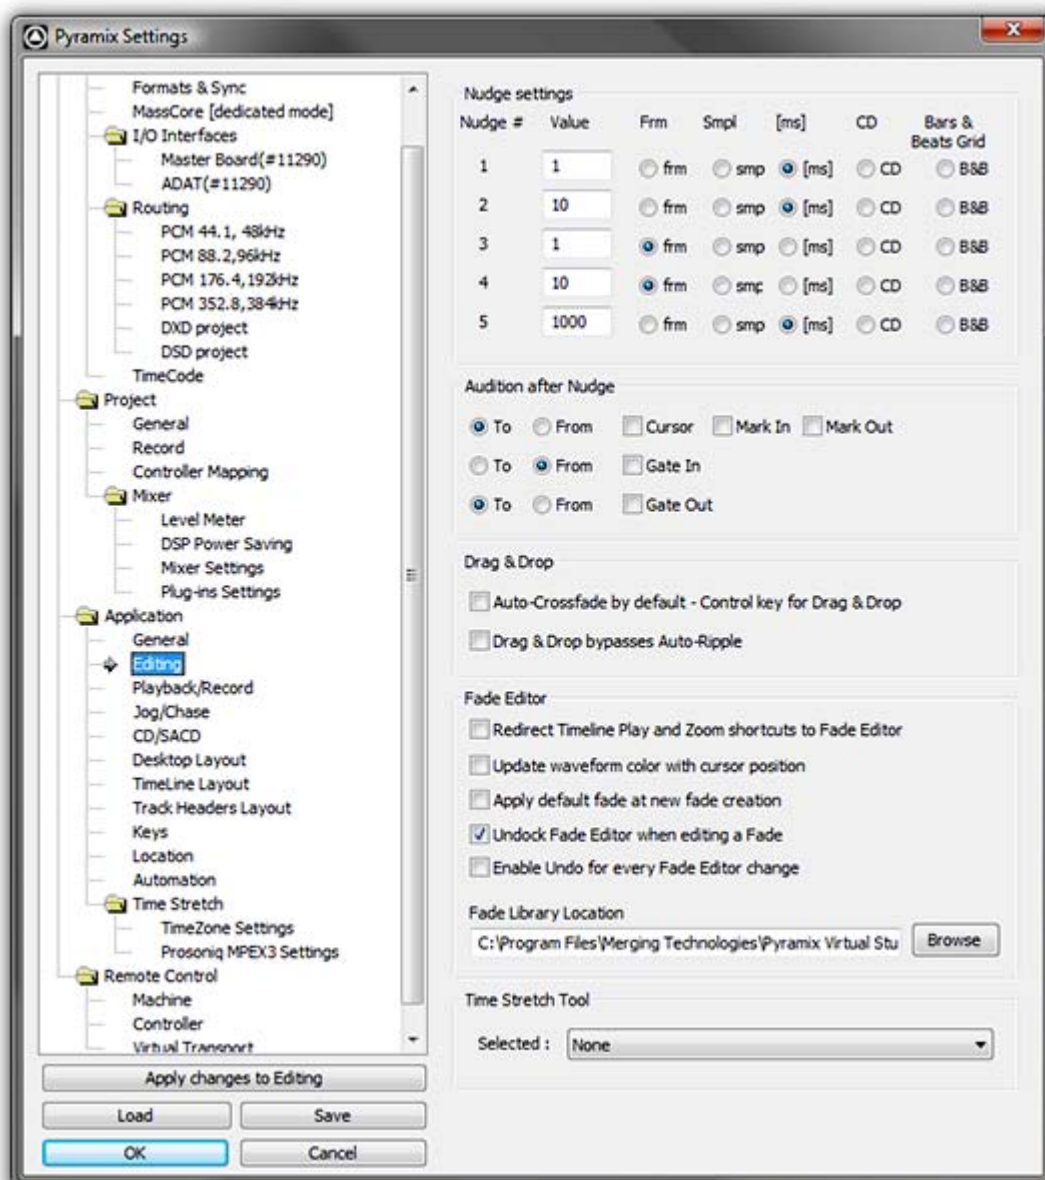 Pyramix Settings
Formats & Sync
MassCore [dedicated mode]
I/O Interfaces
Master Board(#11290)
ADAT(#11290)
Routing
PCM 44.1, 48kHz
PCM 88.2,96kHz
PCM 176.4,192kHz
PCM 352.8,384kHz
DXD project
DSD project
TimeCode
Project
General
Record
Controller Mapping
Mixer
Level Meter
DSP Power Saving
Mixer Settings
Plug-ins Settings
Application
General
Editing
Playback/Record
Jog/Chase
CD/SACD
Desktop Layout
TimeLine Layout
Track Headers Layout
Keys
Location
Automation
Time Stretch
TimeZone Settings
Prosoniq MPEX3 Settings
Remote Control
Machine
Controller
Virtual Transport
Apply changes to Editing
Load Save
OK Cancel
Nudge settings
Nudge # Value Frm Smpl [ms] CD Bars &
Beats Grid
1 1 frm smp [ms] CD B&B
2 10 frm smp [ms] CD B&B
3 1 frm smp [ms] CD B&B
4 10 frm smp [ms] CD B&B
5 1000 frm smp [ms] CD B&B
Audition after Nudge
To From Cursor Mark In Mark Out
To From Gate In
To From Gate Out
Drag & Drop
Auto-Crossfade by default - Control key for Drag & Drop
Drag & Drop bypasses Auto-Ripple
Fade Editor
Redirect Timeline Play and Zoom shortcuts to Fade Editor
Update waveform color with cursor position
Apply default fade at new fade creation
Undock Fade Editor when editing a Fade
Enable Undo for every Fade Editor change
Fade Library Location
C:\Program Files\Merging Technologies\Pyramix Virtual Stu Browse
Time Stretch Tool
Selected : None